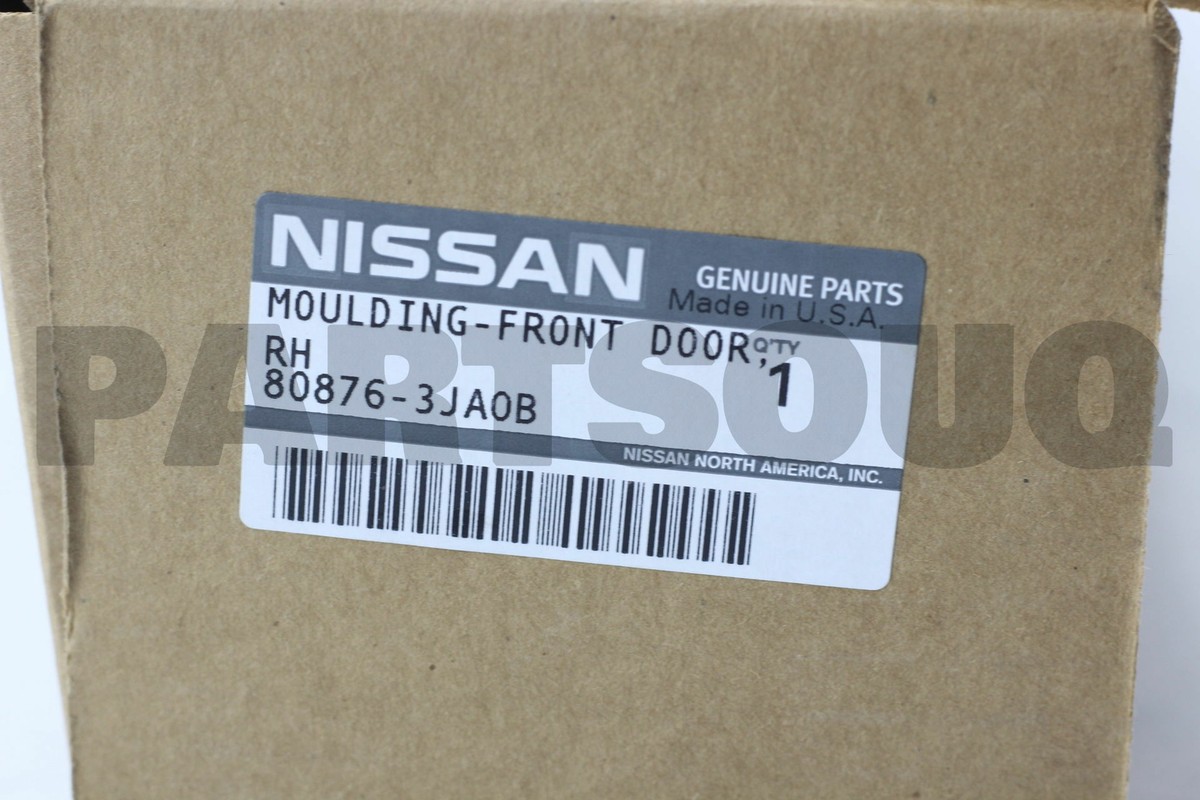 NISSAN
GENUINE PARTS
Made in U.S.A.
MOULDING-FRONT DOOR,
Q'TY
RH
1
80876-3JA0B
NISSAN NORTH AMERICA, INC.
PARTSOUQ